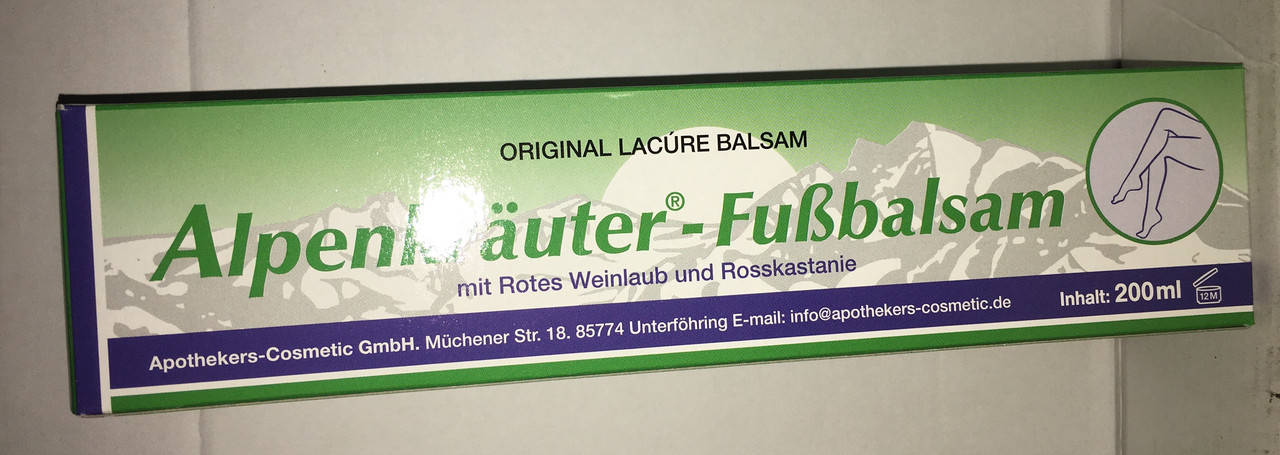 ORIGINAL LACÚRE BALSAM
Alpenkräuter®-Fußbalsam
mit Rotes Weinlaub und Rosskastanie
Apothekers-Cosmetic GmbH. Müchener Str. 18. 85774 Unterföhring E-mail: info@apothekers-cosmetic.de
Inhalt: 200ml
12M